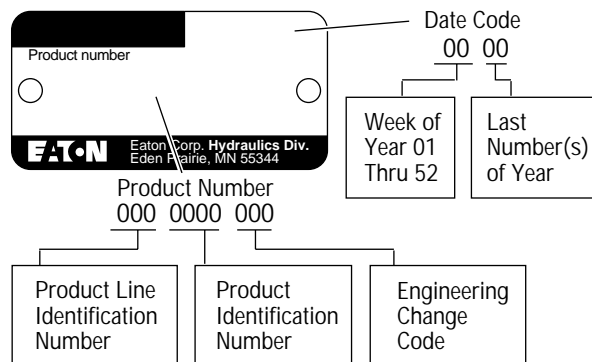 Date Code
00 00
Week of
Year 01
Thru 52
Last
Number(s)
of Year
Product number
EATON
Eaton Corp. Hydraulics Div.
Eden Prairie, MN 55344
Product Number
000 0000 000
Product Line
Identification
Number
Product
Identification
Number
Engineering
Change
Code